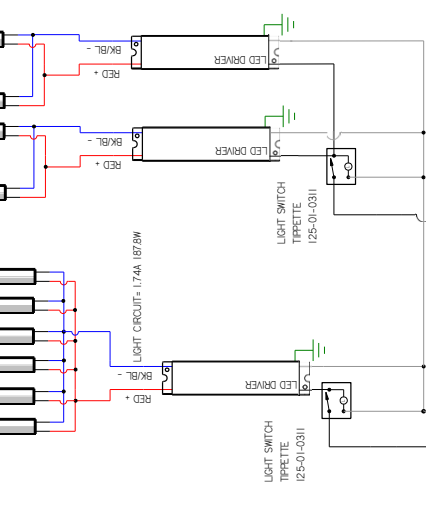 BK/BL -
RED +
LED DRIVER
BK/BL -
RED +
LED DRIVER
LIGHT SWITCH
TIPPETTE
125-01-0311
LIGHT CIRCUIT= 1.74A 187.8W
BK/BL -
RED +
LED DRIVER
LIGHT SWITCH
TIPPETTE
125-01-0311